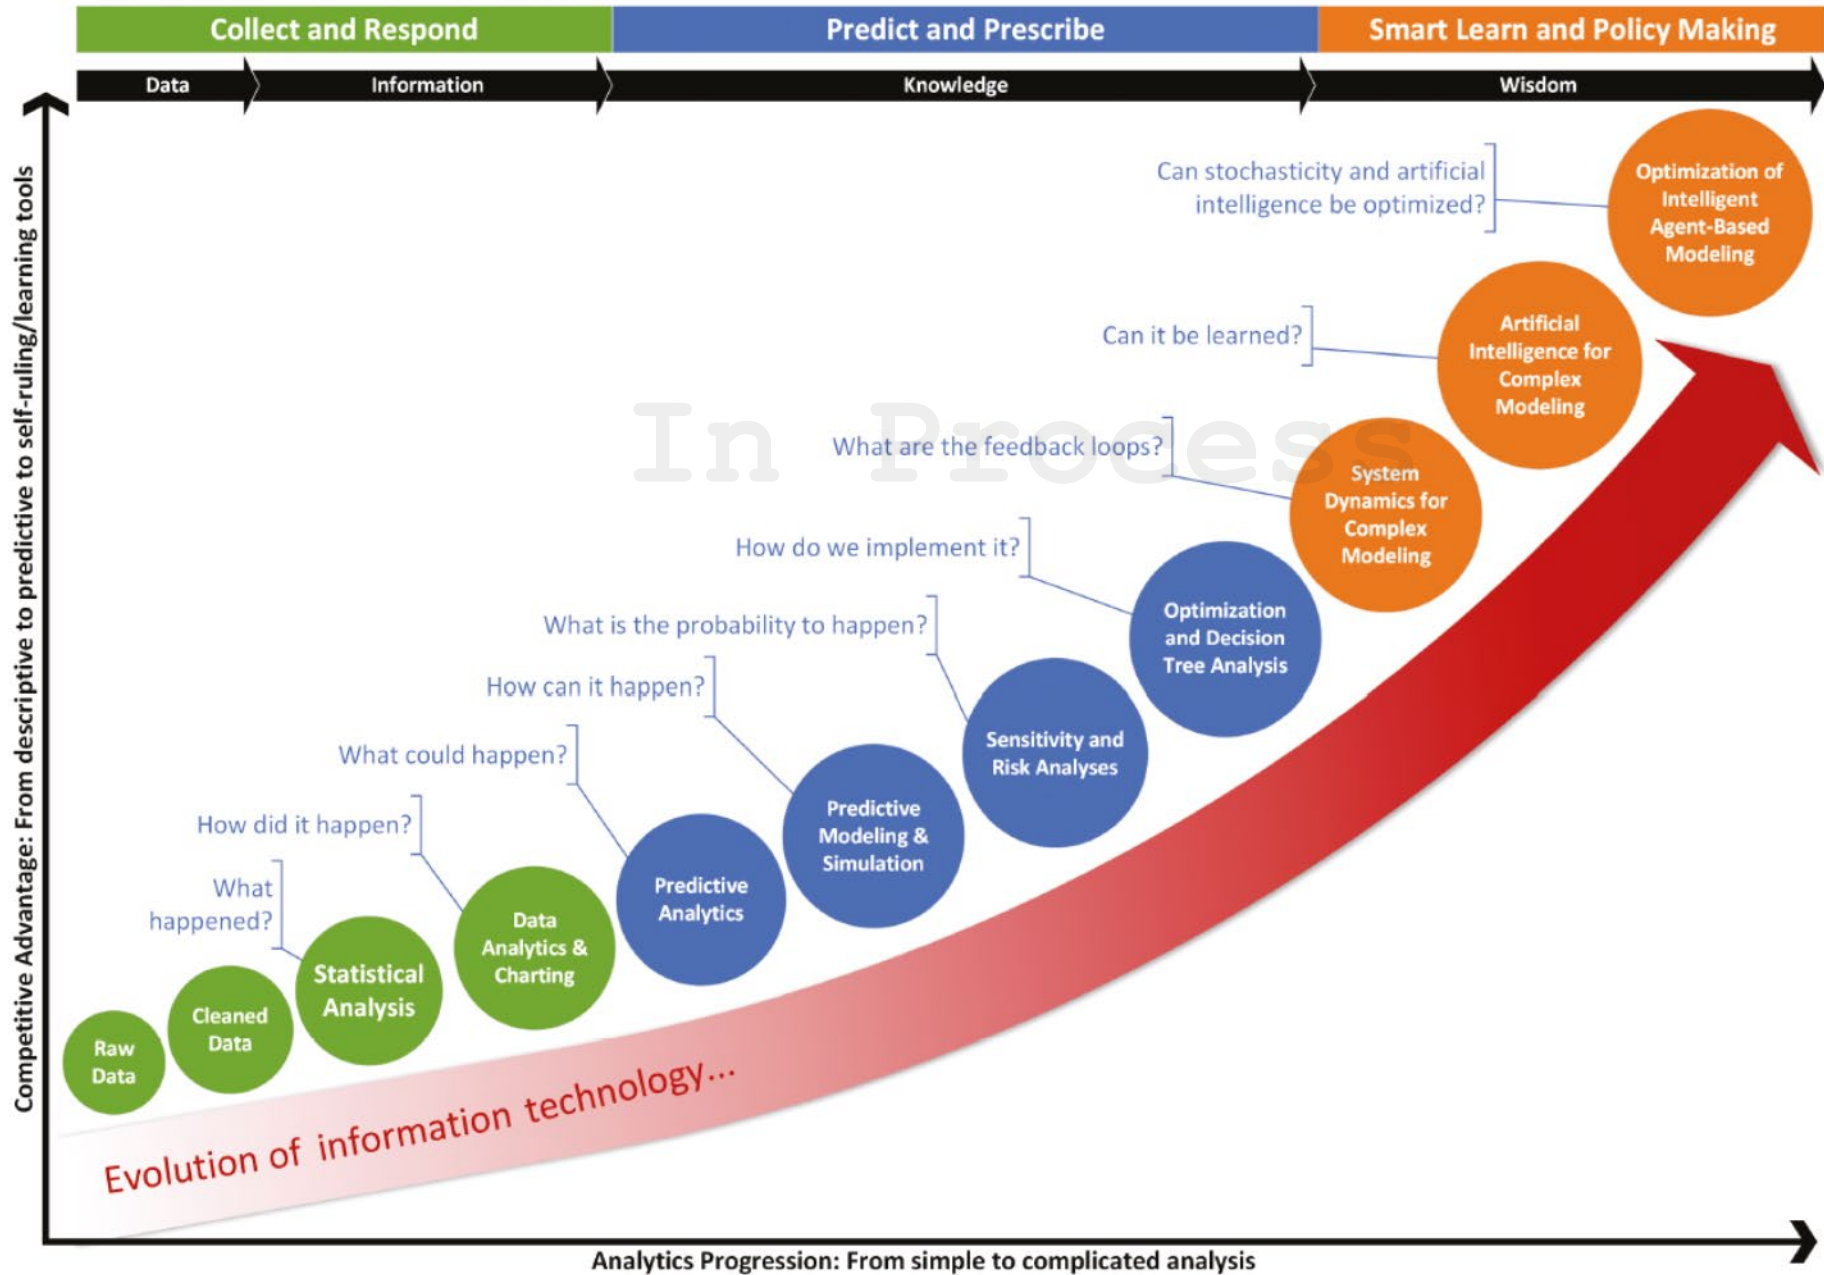 Collect and Respond
Predict and Prescribe
Smart Learn and Policy Making
Data
Information
Knowledge
Wisdom
Competitive Advantage: From descriptive to predictive to self-ruling/learning tools
Can stochasticity and artificial
intelligence be optimized?
Optimization of
Intelligent
Agent-Based
Modeling
Can it be learned?
Artificial
Intelligence for
Complex
Modeling
In Process
What are the feedback loops?
System
Dynamics for
Complex
Modeling
How do we implement it?
Optimization
and Decision
Tree Analysis
What is the probability to happen?
Sensitivity and
Risk Analyses
How can it happen?
Predictive
Modeling &
Simulation
What could happen?
Predictive
Analytics
How did it happen?
Data
Analytics &
Charting
What
happened?
Statistical
Analysis
Cleaned
Data
Raw
Data
Evolution of information technology...
Analytics Progression: From simple to complicated analysis